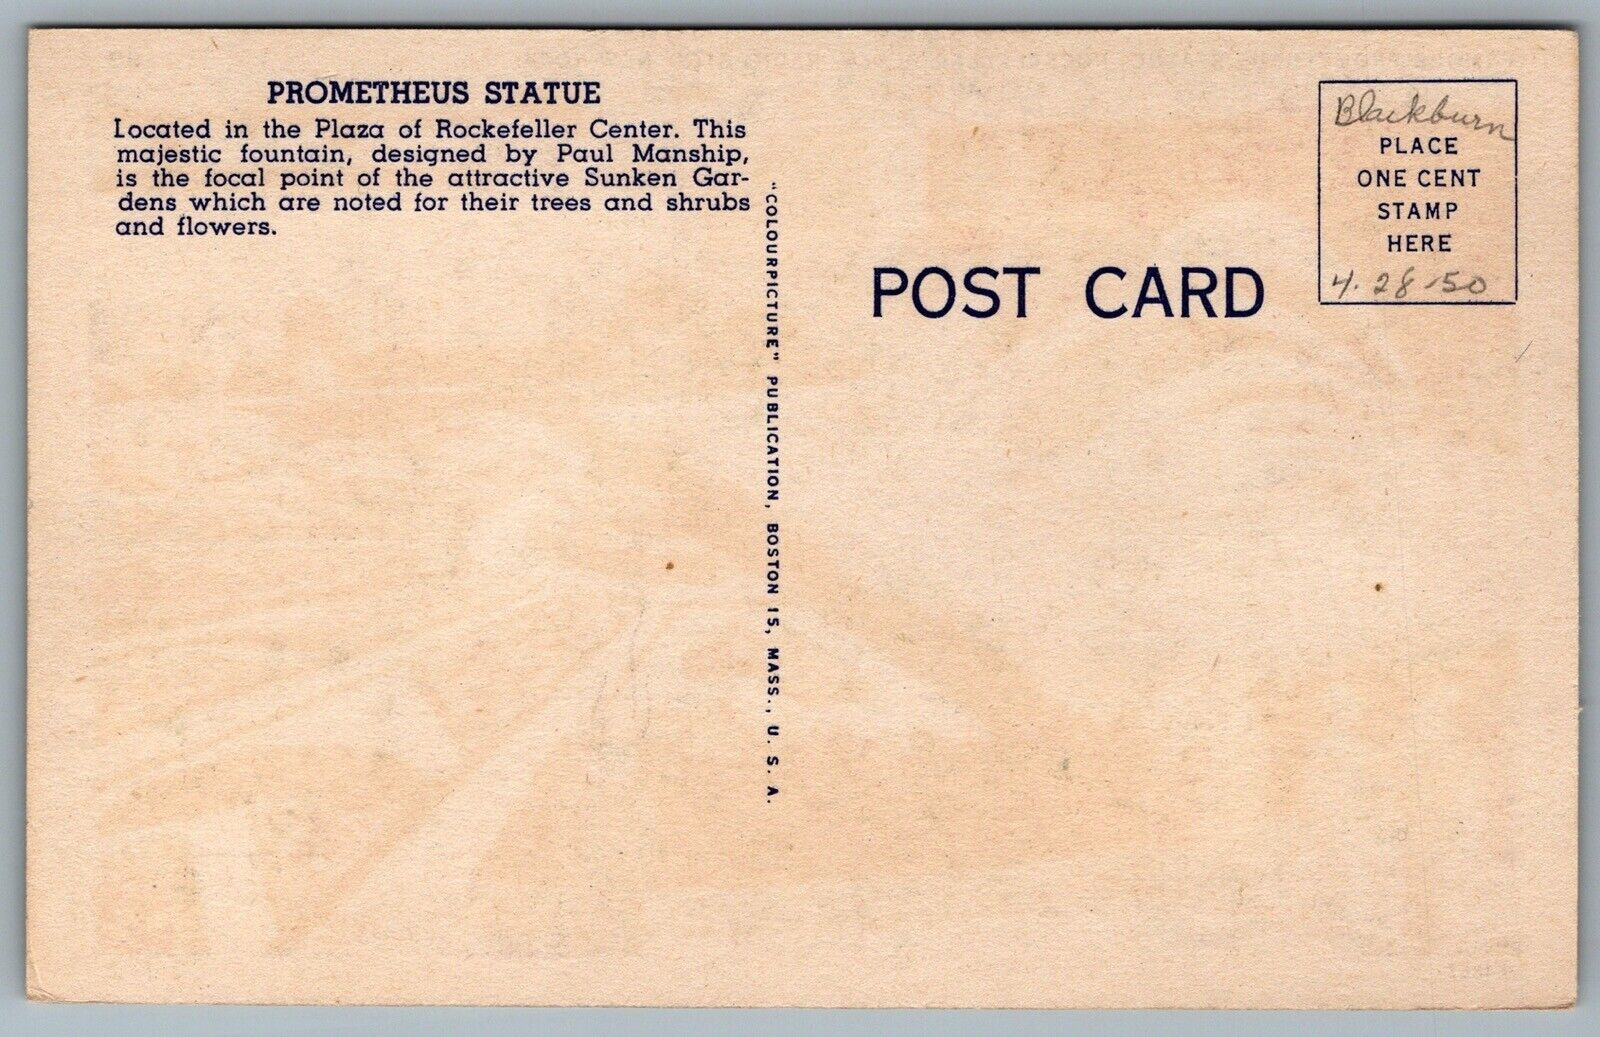 PROMETHEUS STATUE
Located in the Plaza of Rockefeller Center. This
majestic fountain, designed by Paul Manship,
is the focal point of the attractive Sunken Gar-
dens which are noted for their trees and shrubs
and flowers.
"COLOURPICTURE" PUBLICATION, BOSTON 15, MASS., U. S. A.
POST CARD
Blackburn
PLACE
ONE CENT
STAMP
HERE
4-28-50